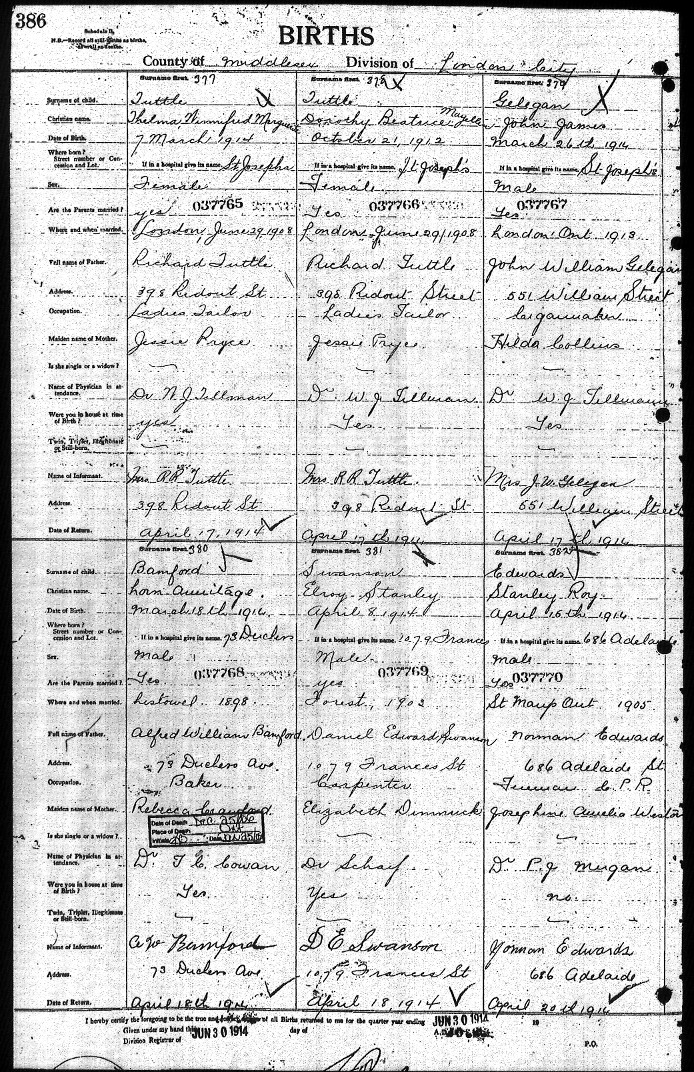 386
Schedule B.
N.B.—Record all still-births as births,
as well as deaths.
BIRTHS
County of Middlesex Division of London City
Surname first. 377 Surname first. 378 Surname first. 379
Surname of child. Tuttle Tuttle Gelegan
Christian name. Thelma Winnifred Marguerite Dorothy Beatrice John James
Date of Birth. 7 March 1914 October 21, 1912 March 26th 1914
Where born?
Street number or Concession and Lot. If in a hospital give its name. St Josephs If in a hospital give its name. St Joseph's If in a hospital give its name. St Joseph's
Sex. Female Female Male
037765 037766 037767
Are the Parents married? yes Yes Yes
Where and when married. London, June 29, 1908 London June 29, 1908 London Ont 1913
Full name of Father. Richard Tuttle Richard Tuttle John William Gelegan
Address. 398 Ridout St 398 Ridout Street 551 William Street
Occupation. Ladies Tailor Ladies Tailor Cigarmaker
Maiden name of Mother. Jessie Pryce Jessie Prye Hilda Collins
Is she single or a widow?
Name of Physician in attendance. Dr W J Tillman Dr W J Tillman Dr W J Tillmann
Were you in house at time of Birth? yes Yes Yes
Twin, Triplet, Illegitimate or Still-born.
Name of Informant. Mrs RR Tuttle Mrs. R.R. Tuttle Mrs J. W. Gelegan
Address. 398 Ridout St 398 Ridout St 551 William Street
Date of Return. April 17, 1914 April 17th 1914 April 17th 1914
Surname first. 380 Surname first. 381 Surname first. 382
Surname of child. Bamford Swanson Edwards
Christian name. Armitage. Elroy Stanley Stanley Roy
Date of Birth. March 18th 1914 April 8, 1914 April 15th 1914
Where born?
Street number or Concession and Lot. If in a hospital give its name. 73 Duchess If in a hospital give its name. 1079 Frances If in a hospital give its name. 686 Adelaide
Sex. Male Male Male
037768 037769 037770
Are the Parents married? Yes yes Yes
Where and when married. Listowel 1898 Forest, 1902 Ont 1905
Full name of Father. Alfred William Bamford. Daniel Edward Swanson Norman Edwards
Address. 73 Duchess Ave. 1079 Frances St 686 Adelaide St
Occupation. Baker Carpenter Fireman C.P.R.
Maiden name of Mother. Rebecca Crawford Elizabeth Dimmuck Josephine Aurelia Weston
Date of Death Dec 25/26
Place of Death Ont
Initials Date
Is she single or a widow?
Name of Physician in attendance. Dr T C Cowan Dr Schaef Dr P.J Mugan
Were you in house at time of Birth? Yes Yes no
Twin, Triplet, Illegitimate or Still-born.
Name of Informant. A W Bamford D E Swanson Norman Edwards
Address. 73 Duchess Ave 1079 Frances St 686 Adelaide
Date of Return. April 18th 1914 April 18, 1914 April 20th 1914
I hereby certify the foregoing to be the true and of all Births returned to me for the quarter year ending JUN 30 1914 19
Given under my hand this JUN 30 1914 day of A.D.
Division Registrar of P.O.